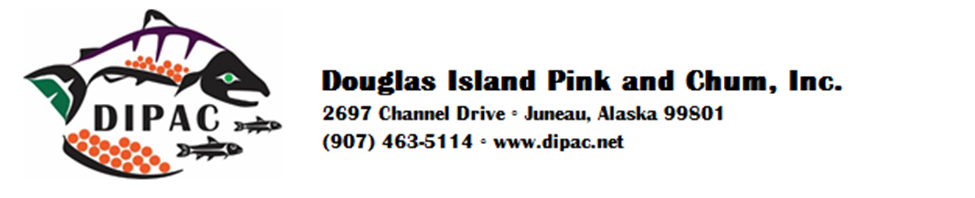 DIPAC
Douglas Island Pink and Chum, Inc.
2697 Channel Drive ◦ Juneau, Alaska 99801
(907) 463-5114 ◦ www.dipac.net